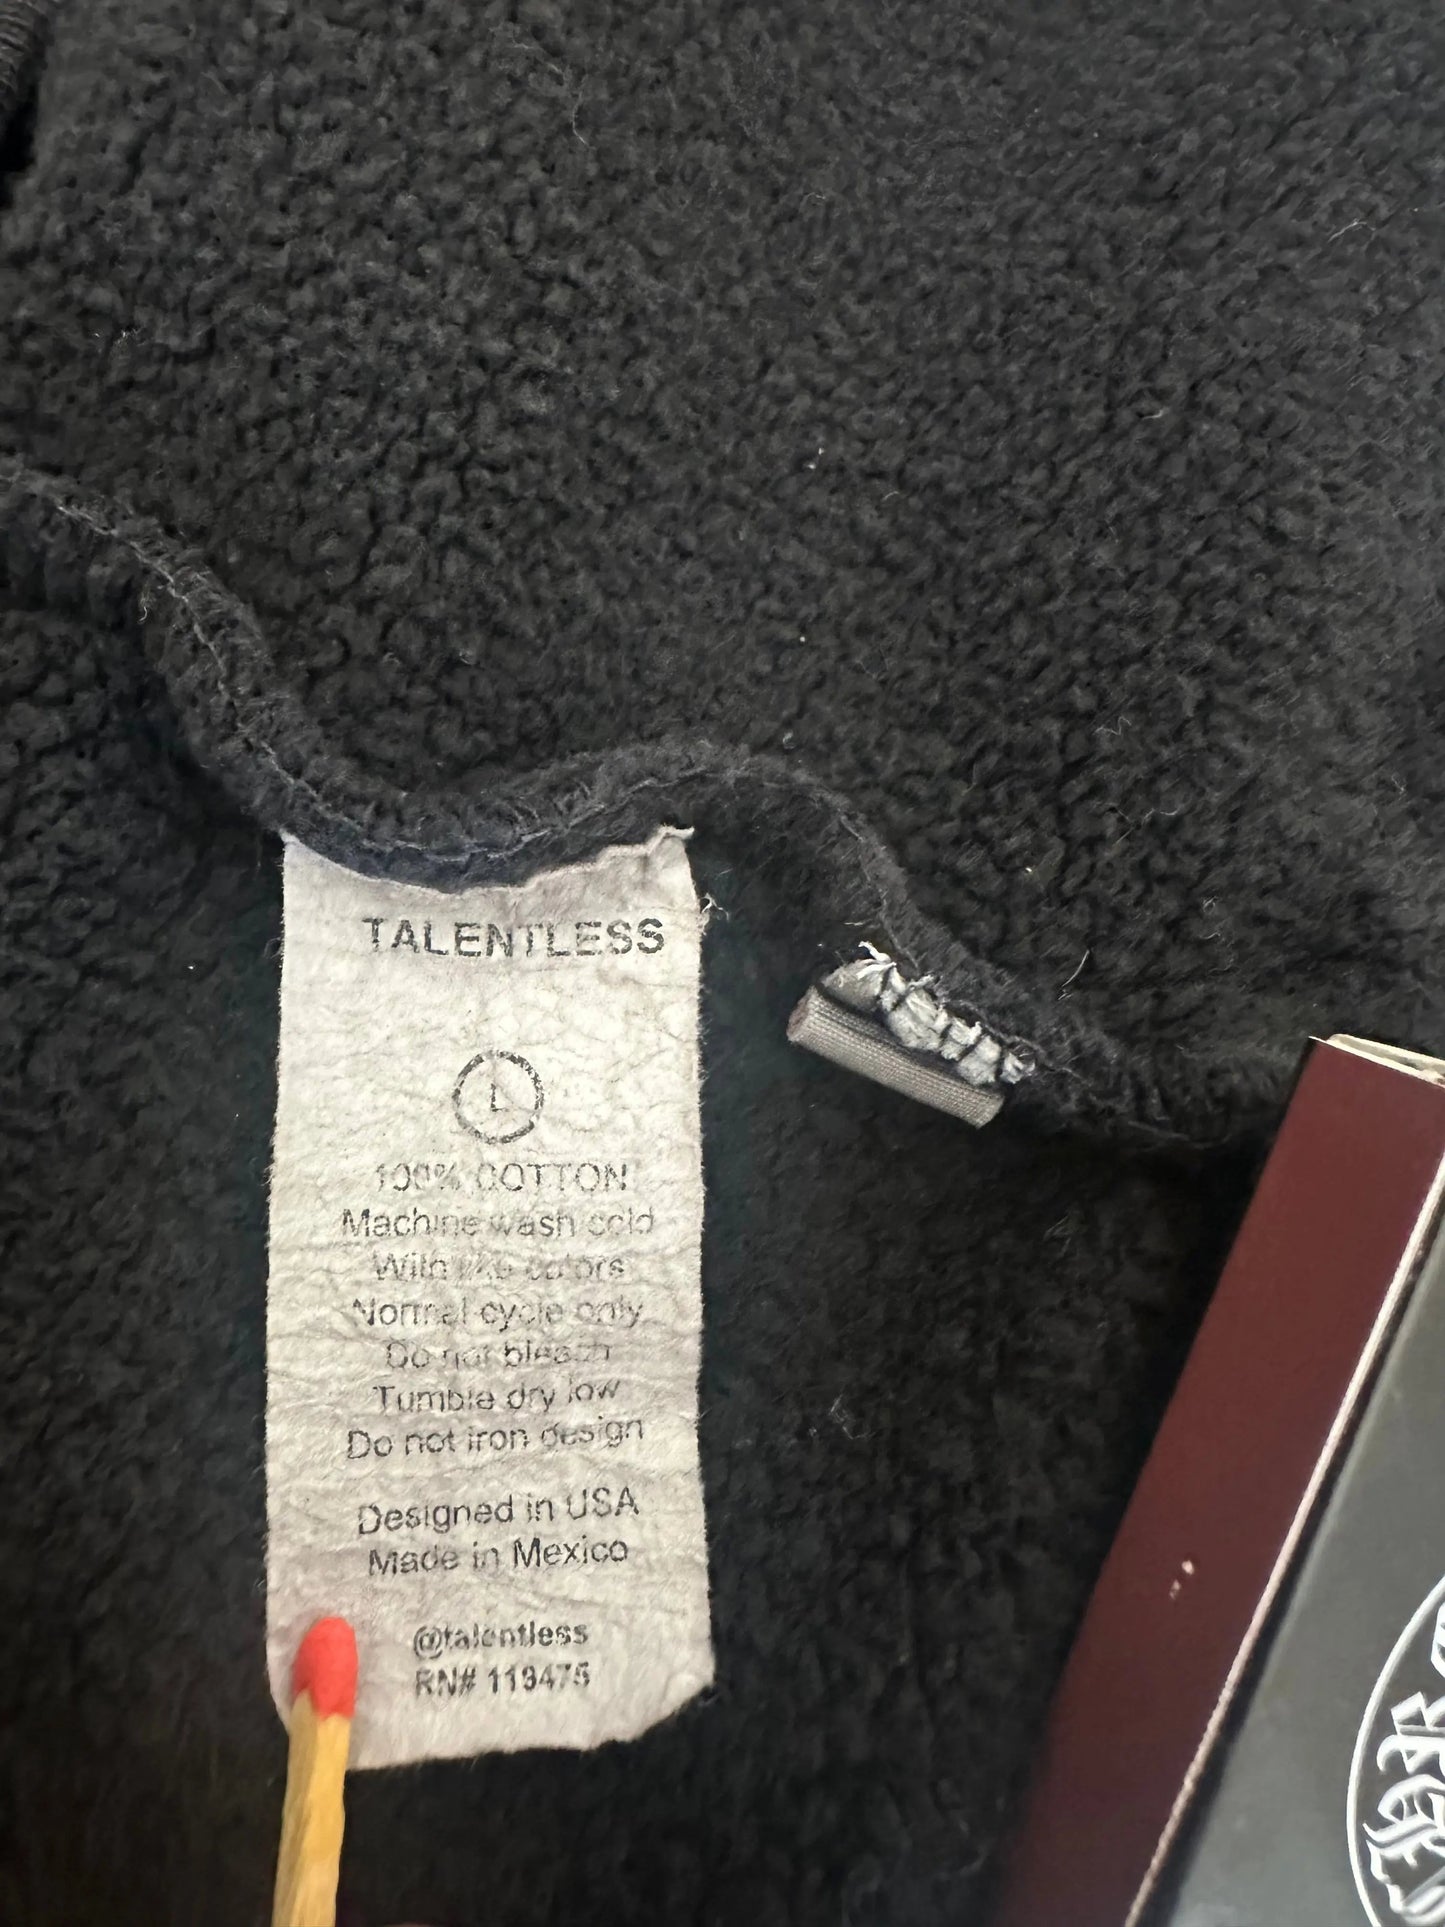 TALENTLESS
L
100% COTTON
Machine wash cold
With like colors
Normal cycle only
Do not bleach
Tumble dry low
Do not iron design
Designed in USA
Made in Mexico
@talentless
RN# 119475